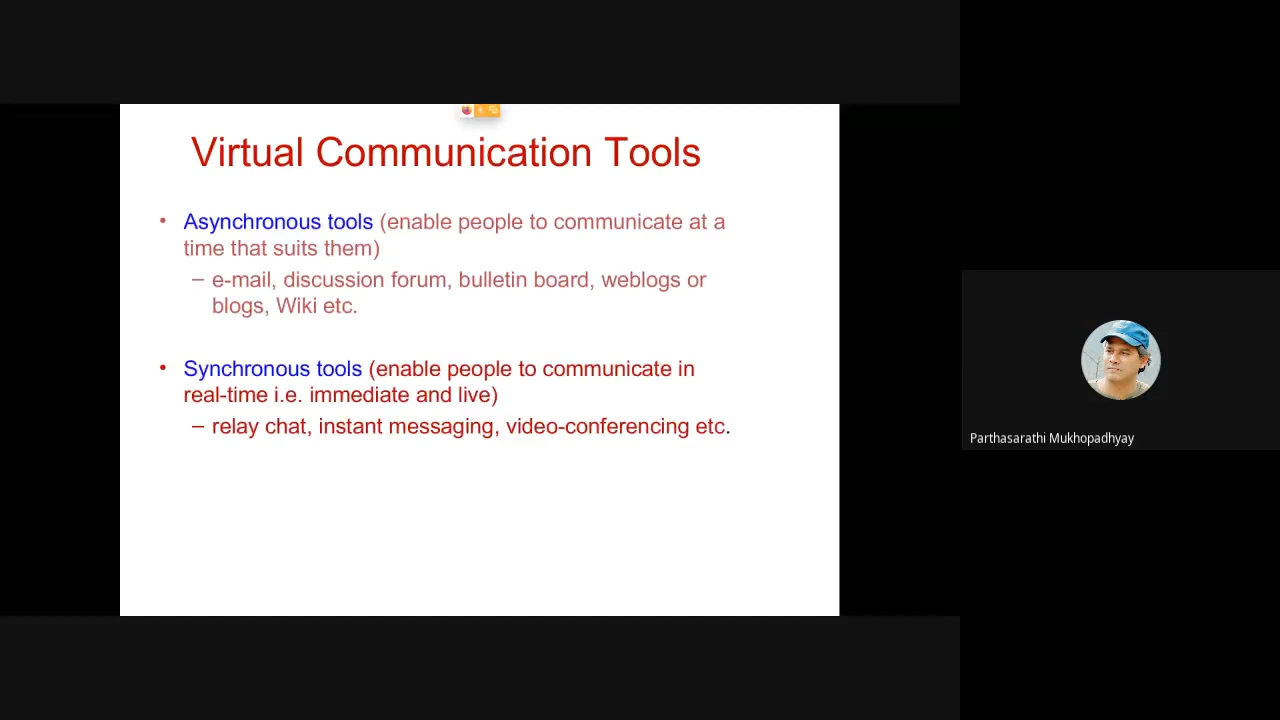 Virtual Communication Tools
• Asynchronous tools (enable people to communicate at a
time that suits them)
– e-mail, discussion forum, bulletin board, weblogs or
blogs, Wiki etc.
• Synchronous tools (enable people to communicate in
real-time i.e. immediate and live)
– relay chat, instant messaging, video-conferencing etc.
Parthasarathi Mukhopadhyay